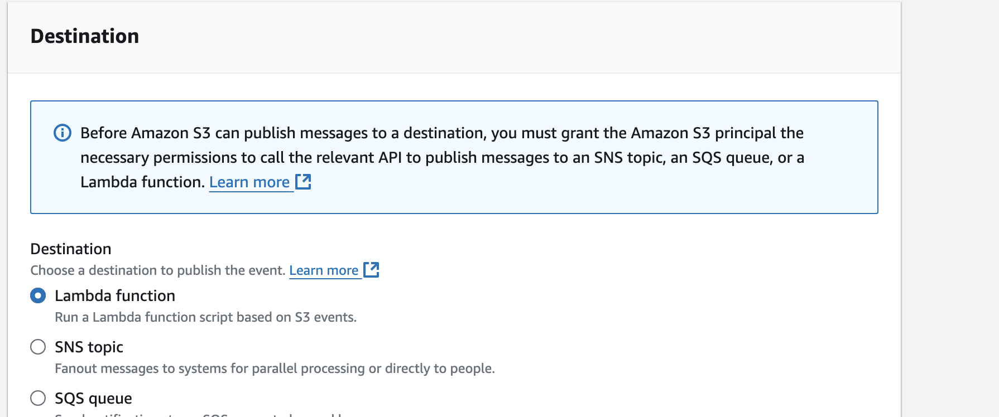 Destination
Before Amazon S3 can publish messages to a destination, you must grant the Amazon S3 principal the
necessary permissions to call the relevant API to publish messages to an SNS topic, an SQS queue, or a
Lambda function. Learn more
Destination
Choose a destination to publish the event. Learn more
Lambda function
Run a Lambda function script based on S3 events.
SNS topic
Fanout messages to systems for parallel processing or directly to people.
SQS queue